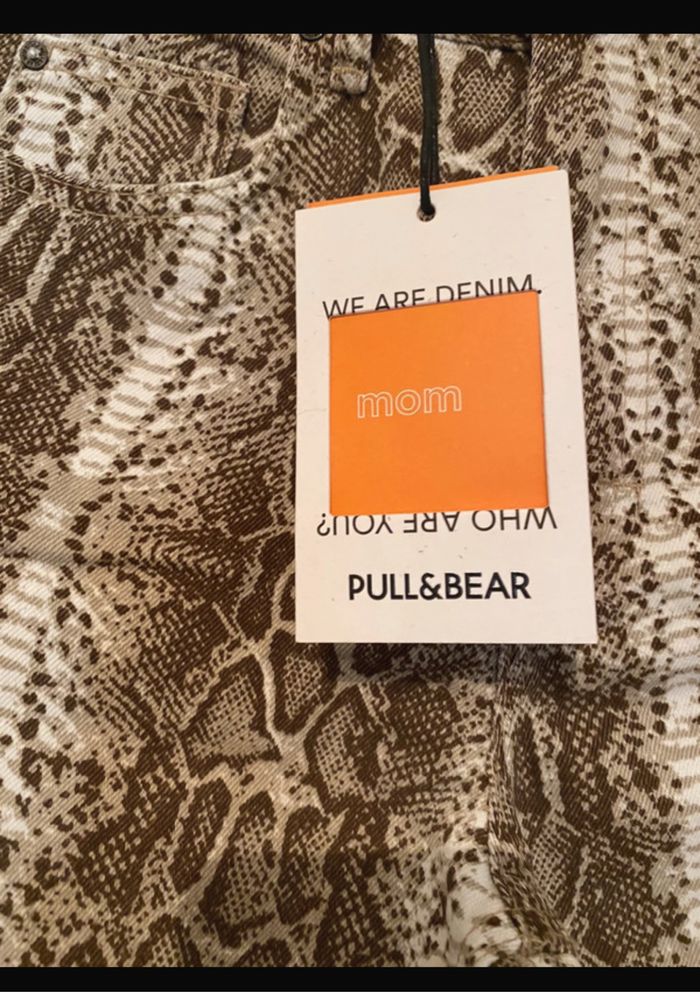 WE ARE DENIM.
mom
WHO ARE YOU?
PULL&BEAR